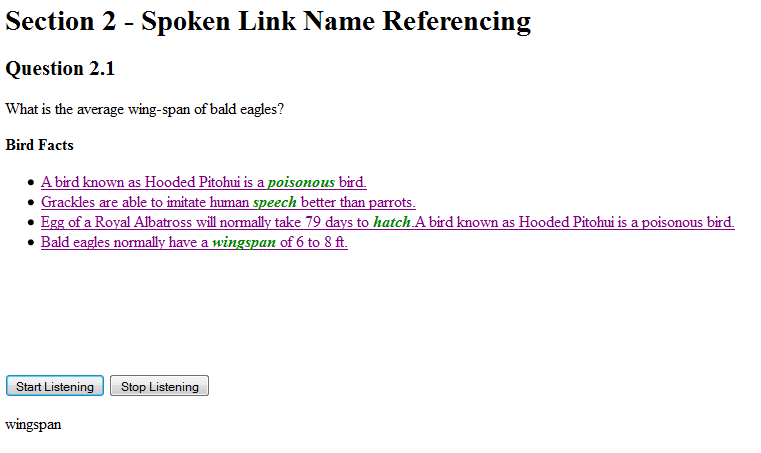 Section 2 - Spoken Link Name Referencing
Question 2.1
What is the average wing-span of bald eagles?
Bird Facts
• A bird known as Hooded Pitohui is a poisonous bird.
• Grackles are able to imitate human speech better than parrots.
• Egg of a Royal Albatross will normally take 79 days to hatch.A bird known as Hooded Pitohui is a poisonous bird.
• Bald eagles normally have a wingspan of 6 to 8 ft.
Start Listening Stop Listening
wingspan